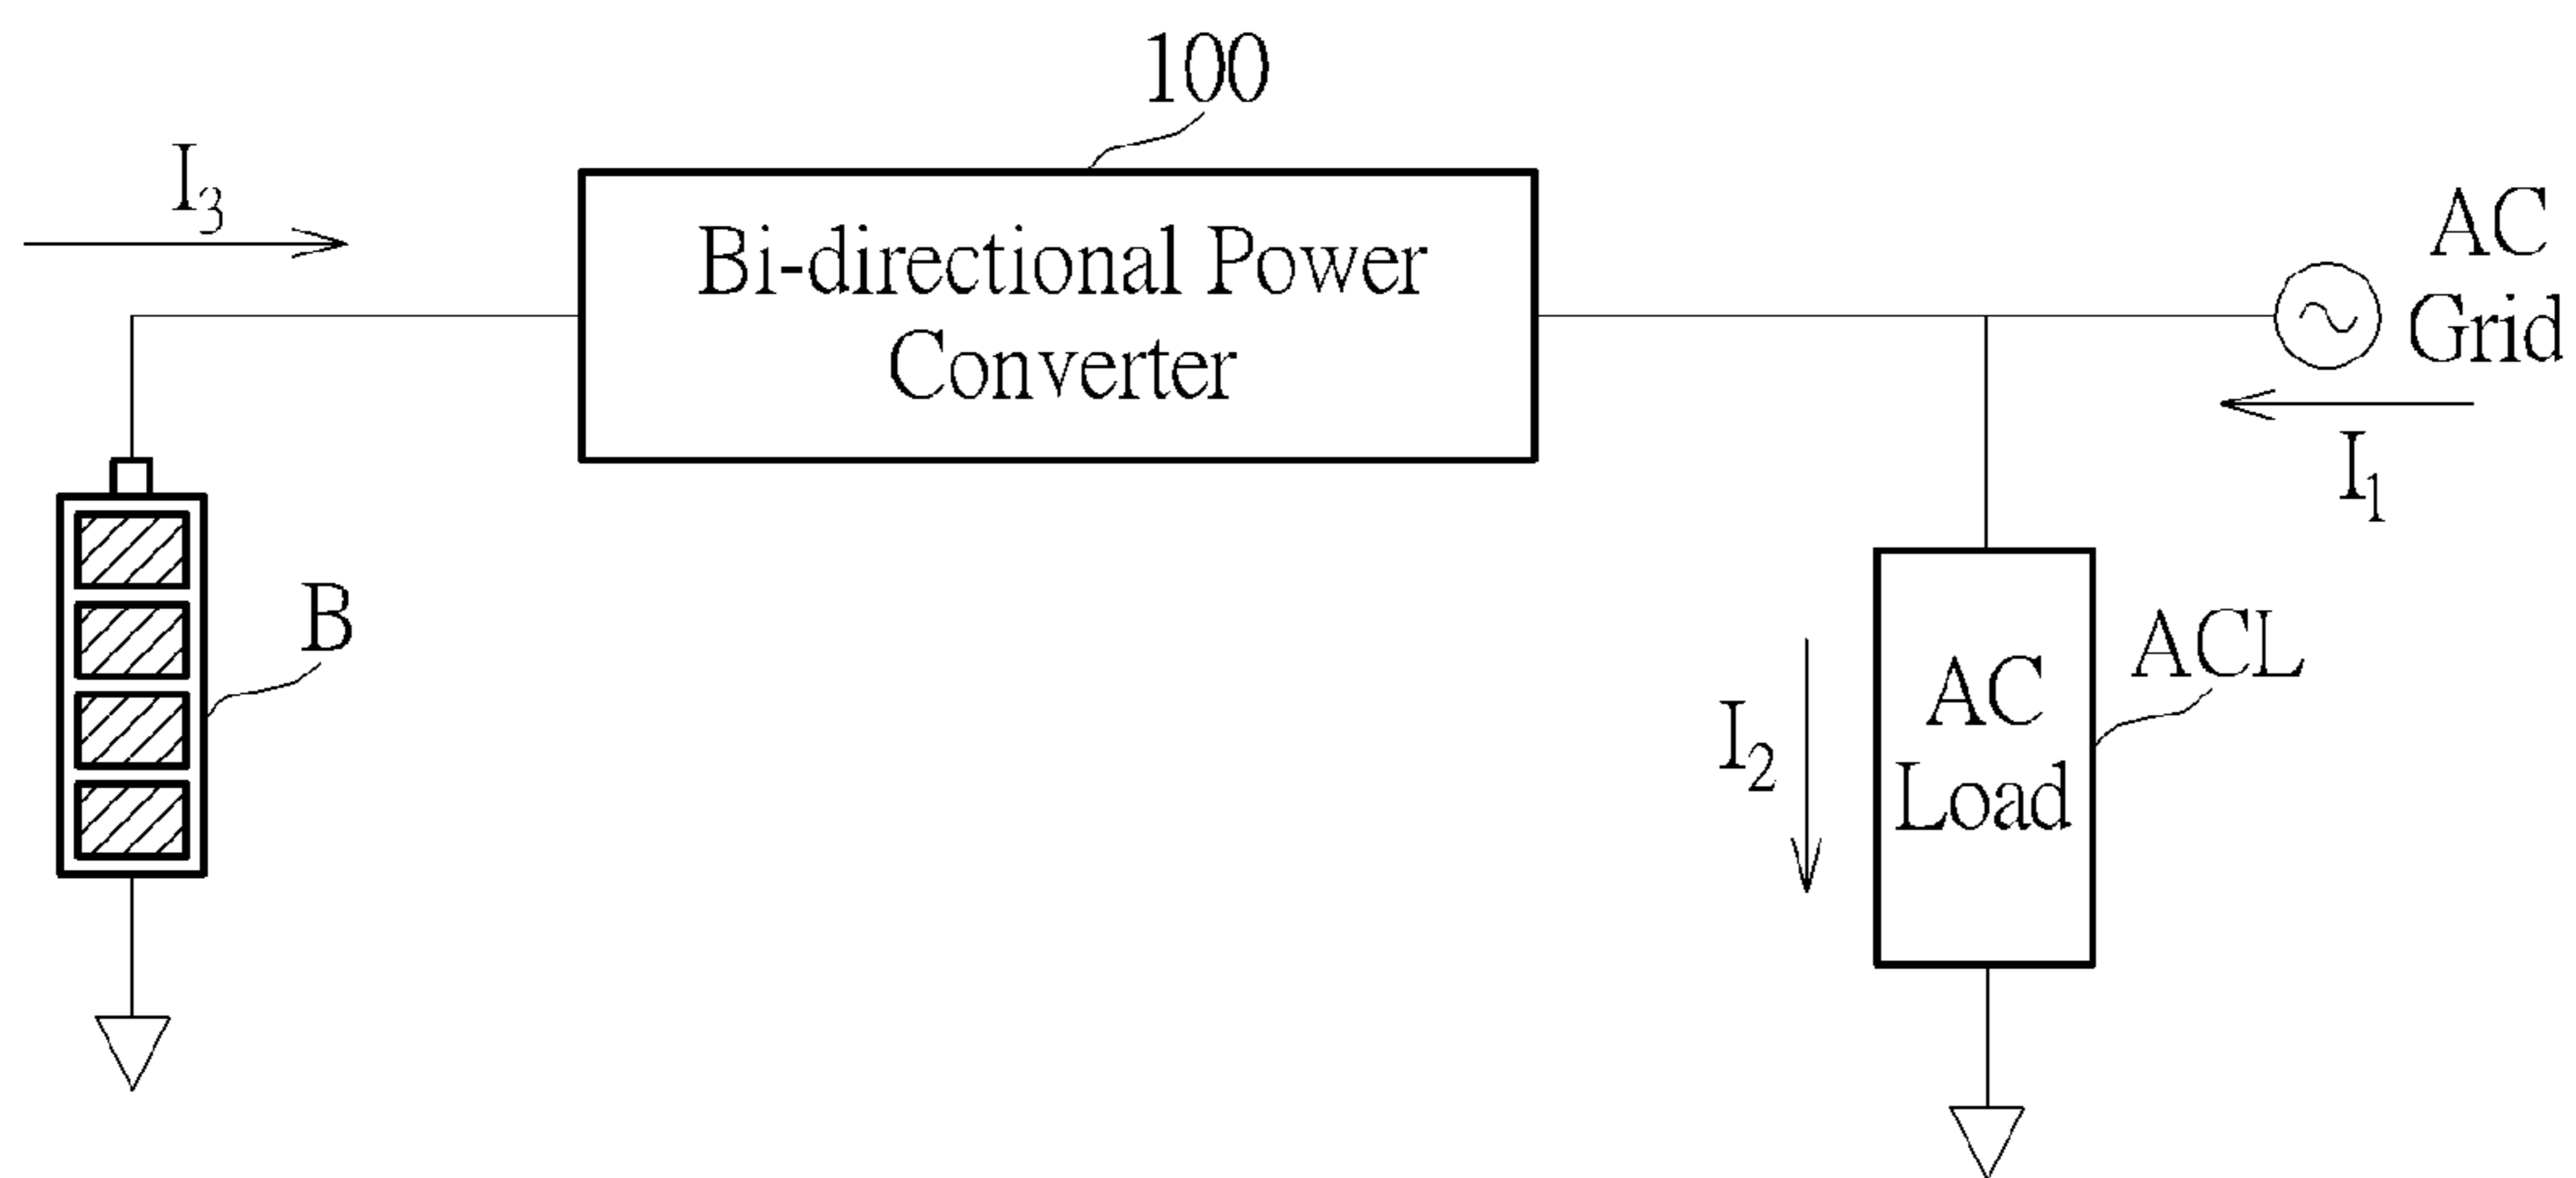 100
I3
Bi-directional Power
Converter
AC
Grid
I1
B
AC
Load
ACL
I2